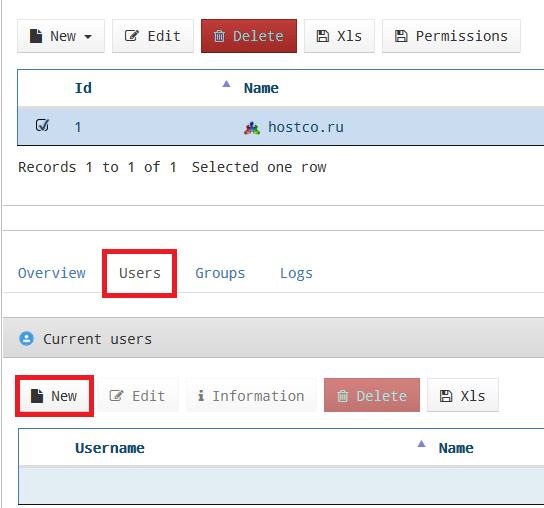 New Edit Delete Xls Permissions
Id Name
1 hostco.ru
Records 1 to 1 of 1 Selected one row
Overview Users Groups Logs
Current users
New Edit Information Delete Xls
Username Name